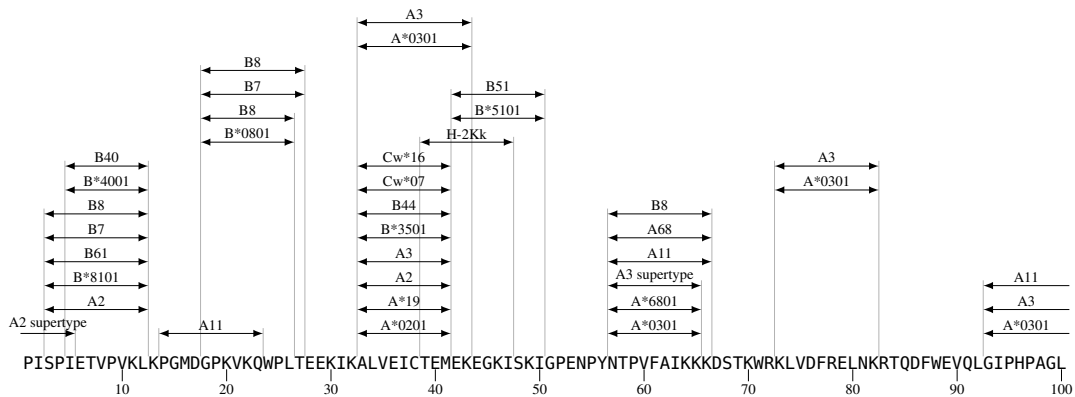 A3
A*0301
B8
B7
B51
B8
B*5101
B*0801
H-2Kk
B40
Cw*16
A3
B*4001
Cw*07
A*0301
B8
B44
B8
B7
B*3501
A68
B61
A3
A11
B*8101
A2
A3 supertype
A11
A2
A*19
A*6801
A3
A2 supertype
A11
A*0201
A*0301
A*0301
PISPIETVPVKLKPGMDGPKVKQWPLTEEKIKALVEICTEMEKEGKISKIGPENPYNTPVFAIKKKDSTKWRKLVDFRELNKRTQDFWEVQLGIPHPAGL
10 20 30 40 50 60 70 80 90 100